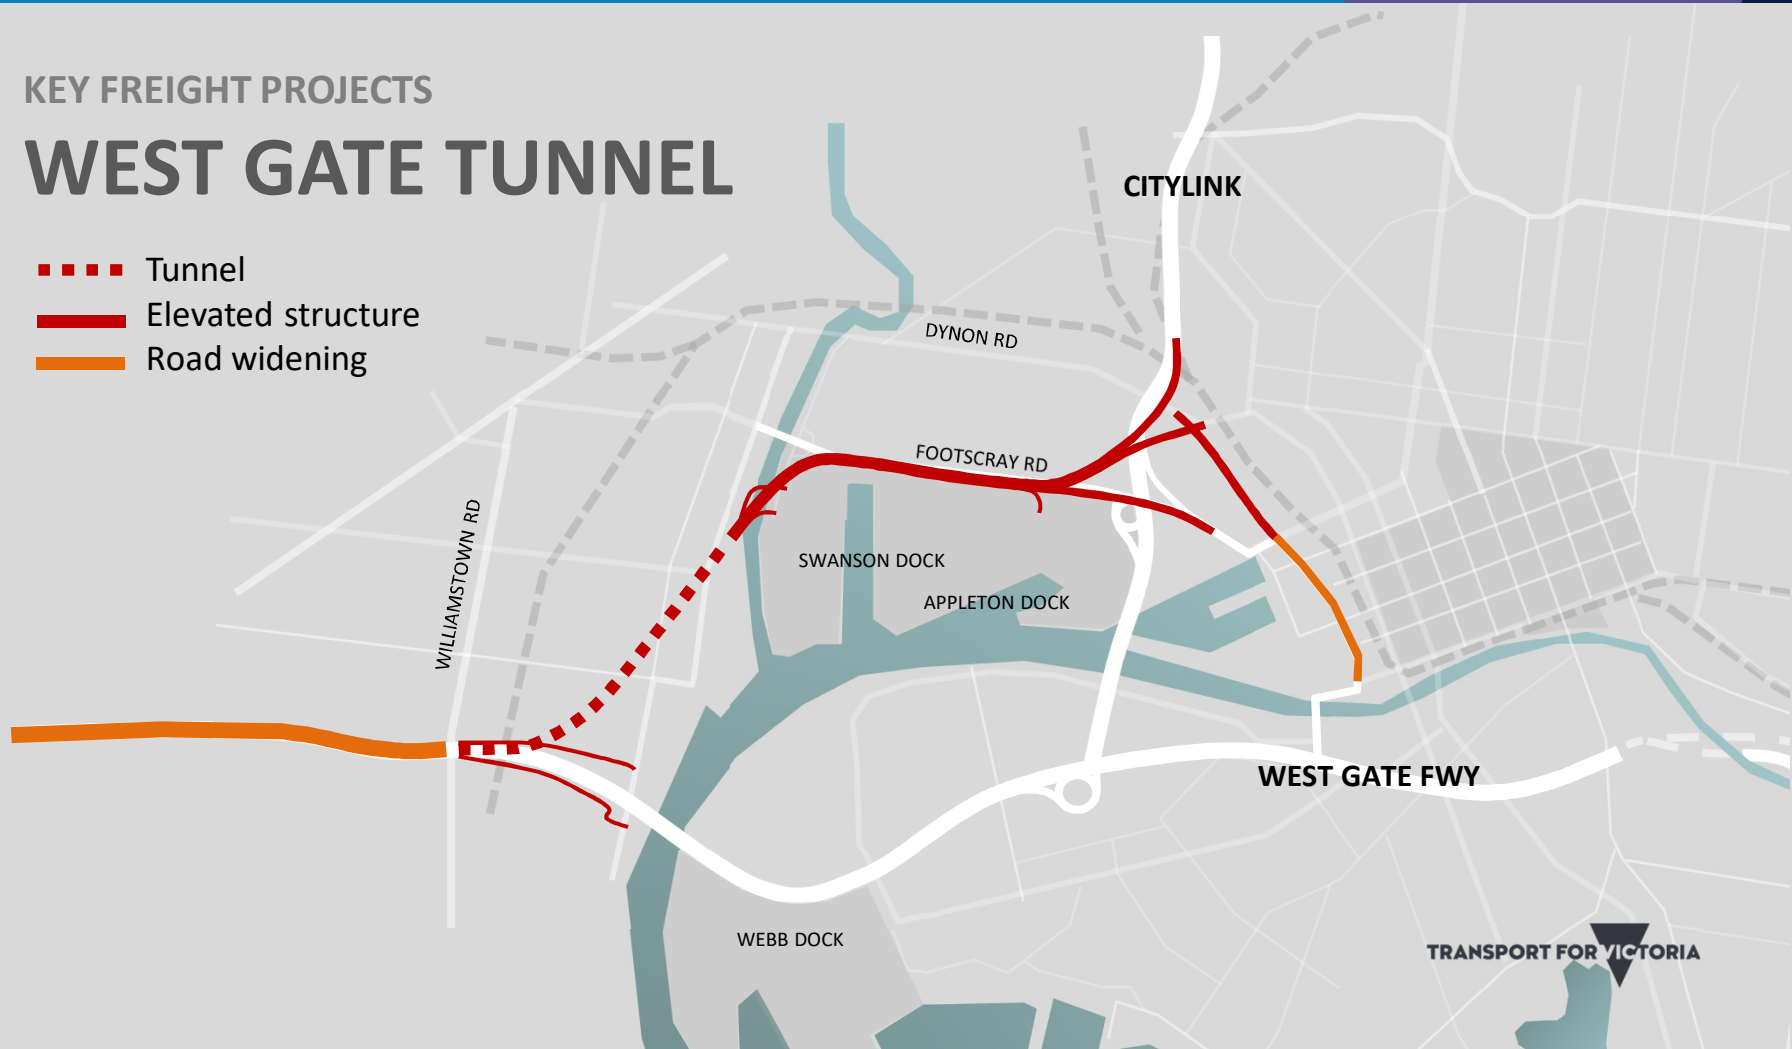 KEY FREIGHT PROJECTS
WEST GATE TUNNEL
Tunnel
Elevated structure
Road widening
CITYLINK
DYNON RD
FOOTSCRAY RD
WILLIAMSTOWN RD
SWANSON DOCK
APPLETON DOCK
WEST GATE FWY
WEBB DOCK
TRANSPORT FOR VICTORIA